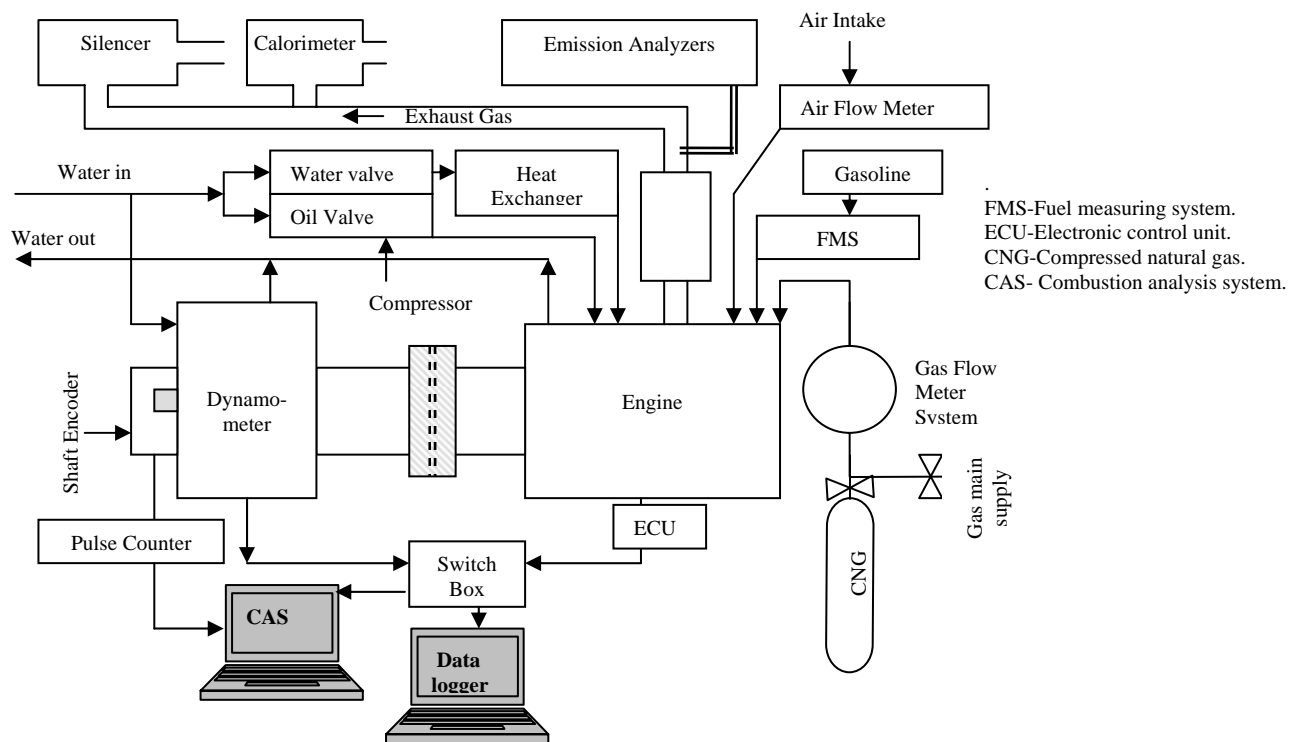 Silencer
Calorimeter
Emission Analyzers
Air Intake
Air Flow Meter
Exhaust Gas
Water in
Water valve
Oil Valve
Heat
Exchanger
Gasoline
FMS
.
FMS-Fuel measuring system.
ECU-Electronic control unit.
CNG-Compressed natural gas.
CAS- Combustion analysis system.
Water out
Compressor
Shaft Encoder
Dynamo-
meter
Engine
Gas Flow
Meter
System
Gas main
supply
CNG
ECU
Pulse Counter
Switch
Box
CAS
Data
logger